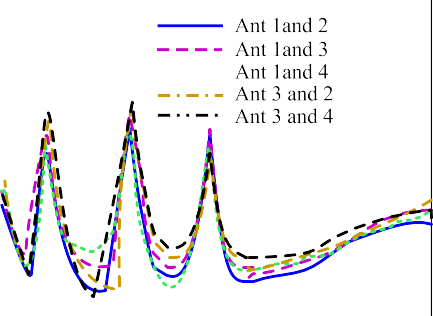 Ant 1and 2
Ant 1and 3
Ant 1and 4
Ant 3 and 2
Ant 3 and 4